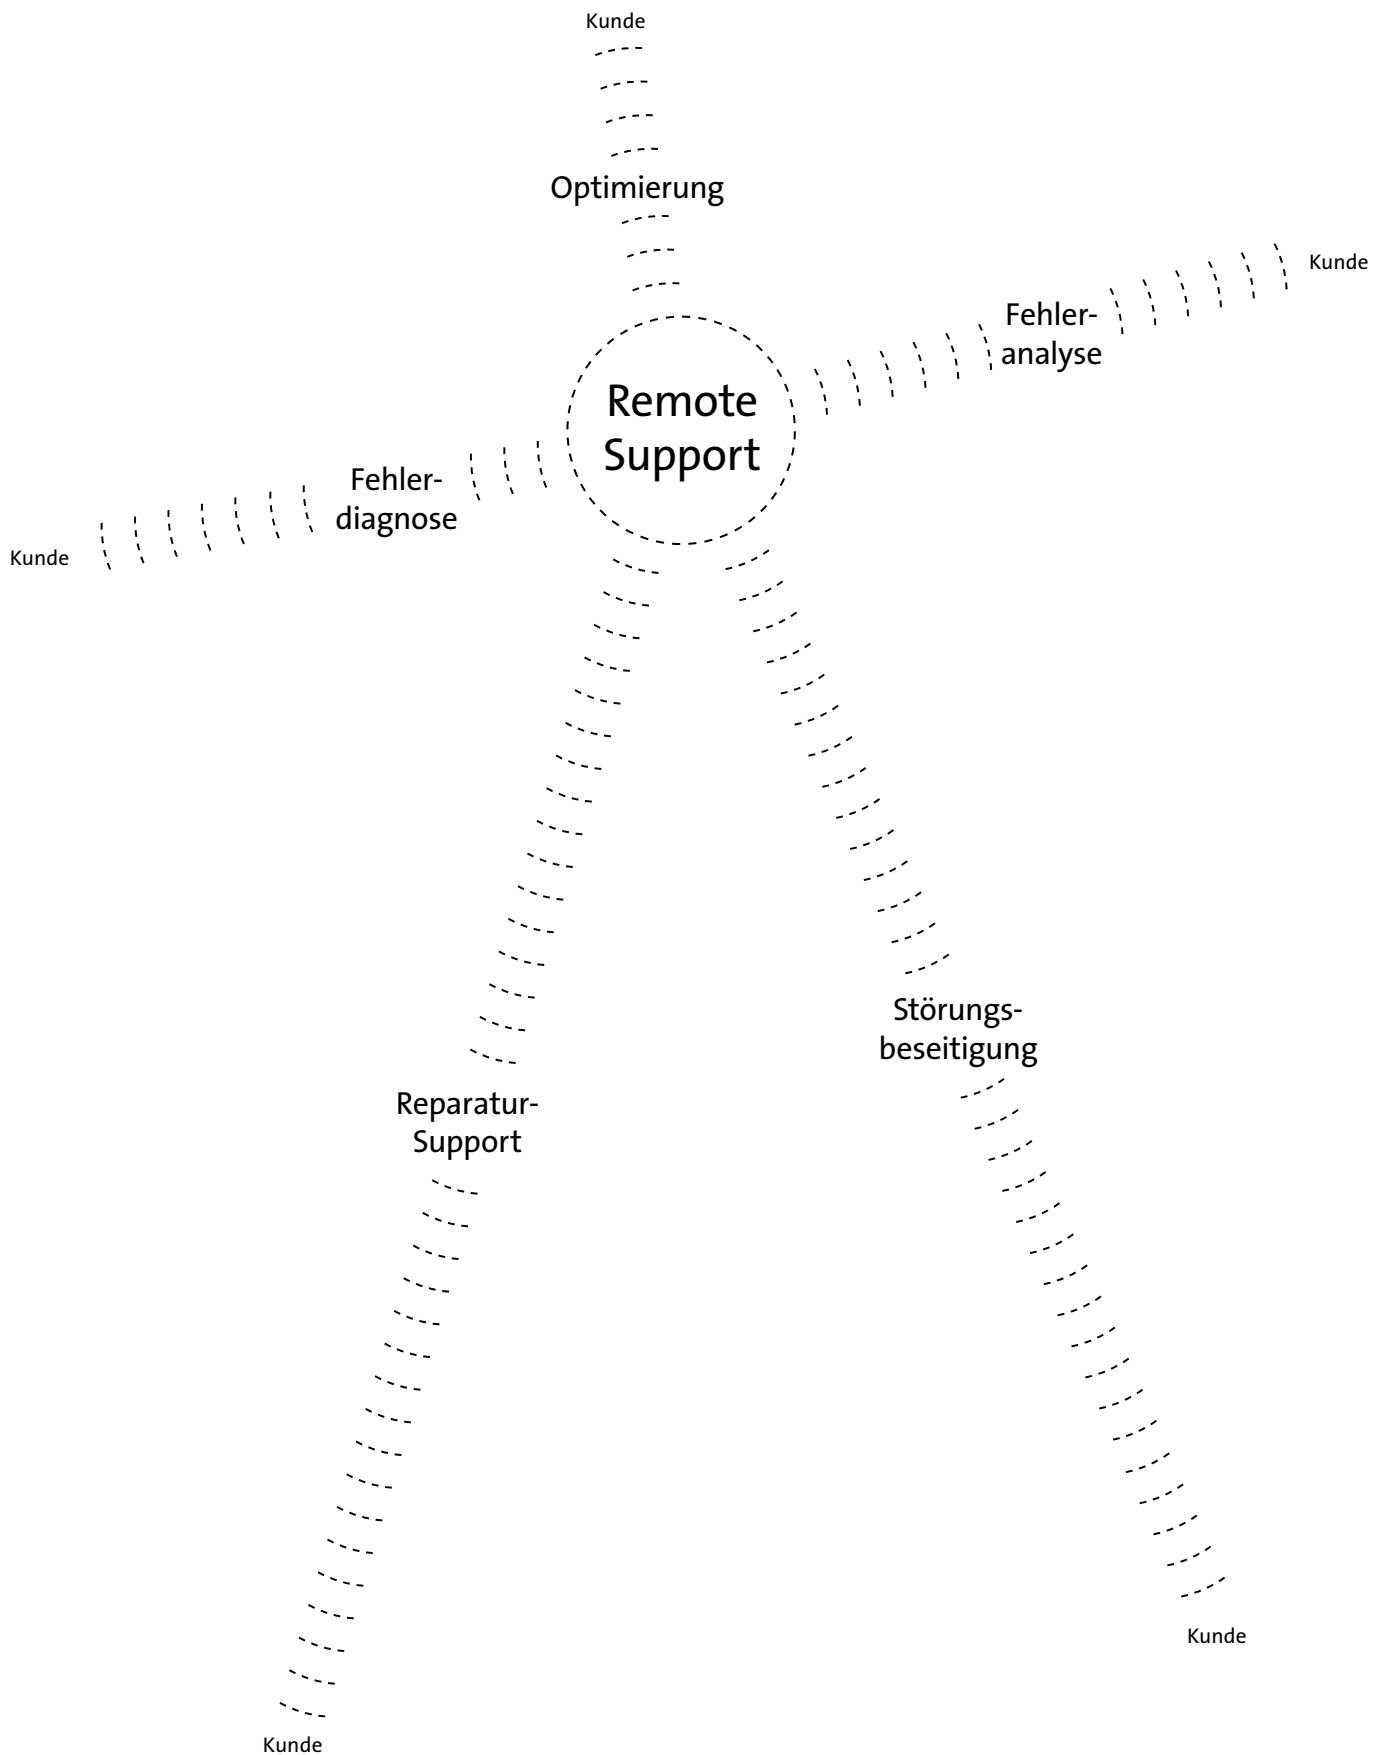 Kunde
Optimierung
Kunde
Fehler-
analyse
Remote
Support
Fehler-
diagnose
Kunde
Störungs-
beseitigung
Reparatur-
Support
Kunde
Kunde